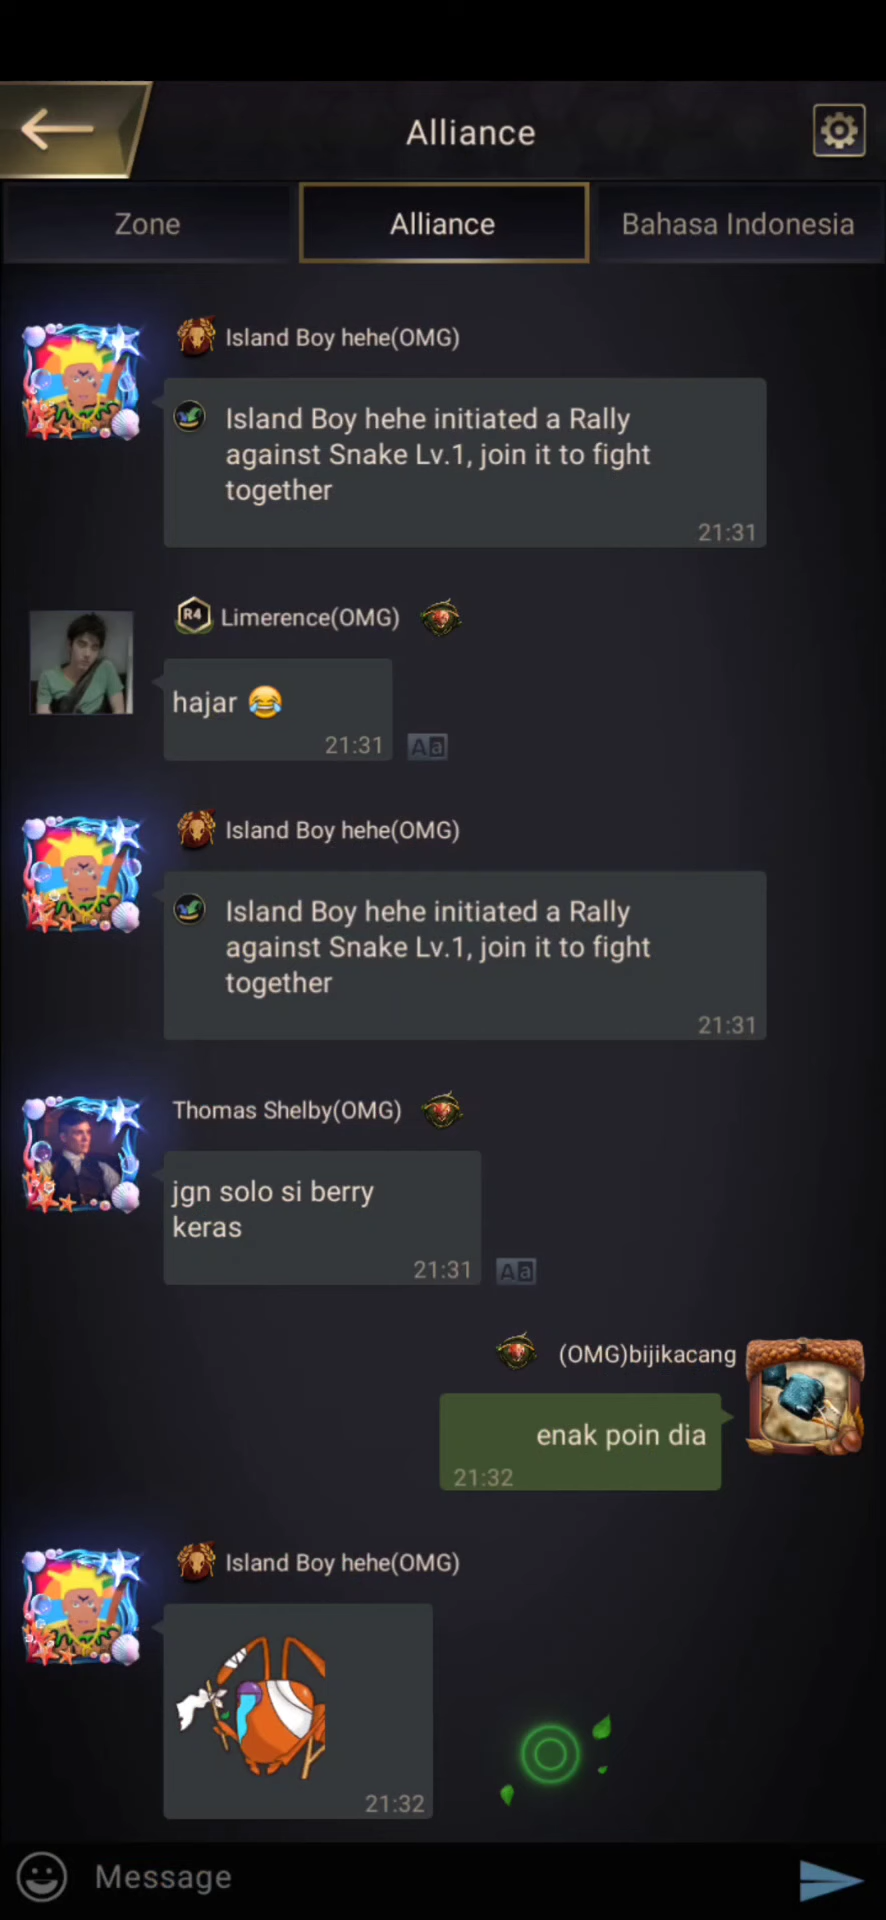 Alliance
Zone
Alliance
Bahasa Indonesia
Island Boy hehe(OMG)
Island Boy hehe initiated a Rally
against Snake Lv.1, join it to fight
together
21:31
R4
Limerence(OMG)
hajar 😂
21:31
Aa
Island Boy hehe(OMG)
Island Boy hehe initiated a Rally
against Snake Lv.1, join it to fight
together
21:31
Thomas Shelby(OMG)
jgn solo si berry
keras
21:31
Aa
(OMG)bijikacang
enak poin dia
21:32
Island Boy hehe(OMG)
21:32
Message